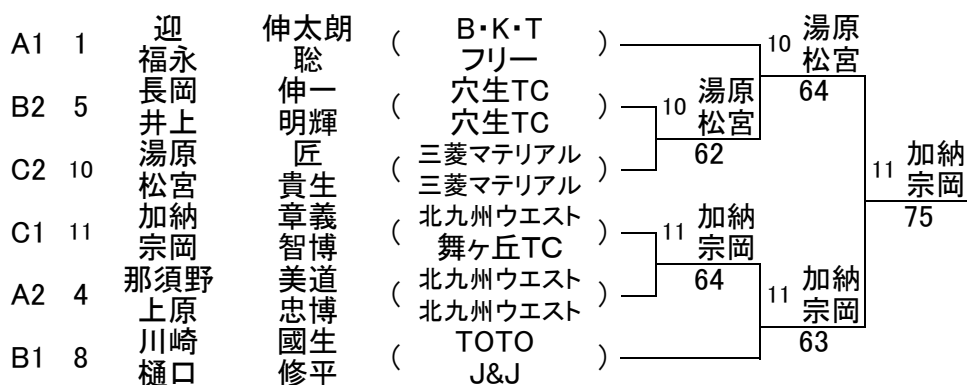 A1 1 迎 伸太朗 ( B・K・T )
福永 聡 フリー
B2 5 長岡 伸一 ( 穴生TC )
井上 明輝 穴生TC
C2 10 湯原 匠 ( 三菱マテリアル )
松宮 貴生 三菱マテリアル
C1 11 加納 章義 ( 北九州ウエスト )
宗岡 智博 舞ヶ丘TC
A2 4 那須野 美道 ( 北九州ウエスト )
上原 忠博 北九州ウエスト
B1 8 川崎 國生 ( TOTO )
樋口 修平 J&J
10 湯原
松宮
62
11 加納
宗岡
64
10 湯原
松宮
64
11 加納
宗岡
63
11 加納
宗岡
75